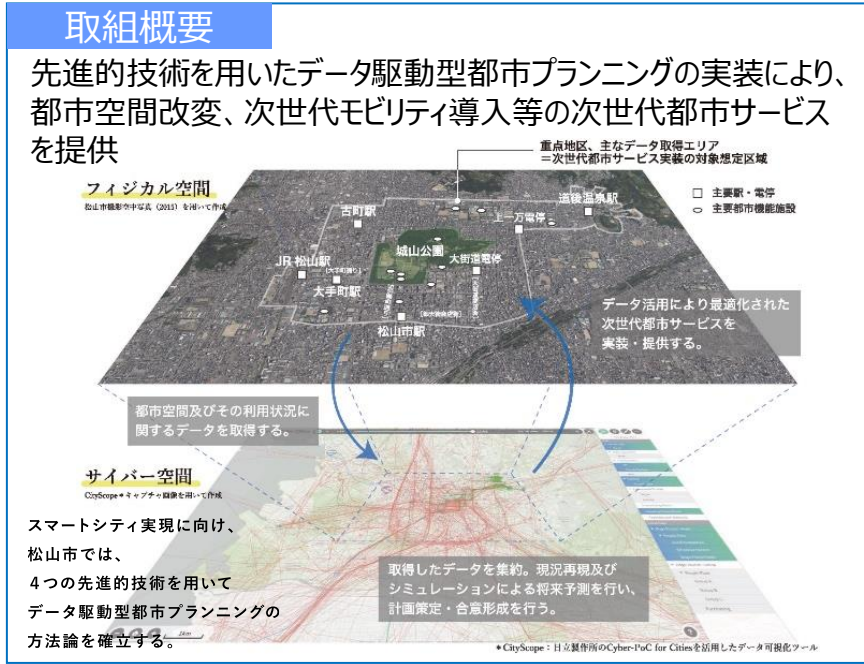 取組概要
先進的技術を用いたデータ駆動型都市プランニングの実装により、
都市空間改変、次世代モビリティ導入等の次世代都市サービス
を提供
重点地区、主なデータ取得エリア
=次世代都市サービス実装の対象想定区域
フィジカル空間
松山市撮影空中写真(2015)を用いて作成
□ 主要駅・電停
○ 主要都市機能施設
道後温泉駅
上一万電停
古町駅
城山公園
大街道電停
JR 松山駅
大手町駅
松山市駅
データ活用により最適化された
次世代都市サービスを
実装・提供する。
都市空間及びその利用状況に
関するデータを取得する。
サイバー空間
CityScope*キャプチャ画像を用いて作成
スマートシティ実現に向け、
松山市では、
4つの先進的技術を用いて
データ駆動型都市プランニングの
方法論を確立する。
取得したデータを集約。現況再現及び
シミュレーションによる将来予測を行い、
計画策定・合意形成を行う。
*CityScope:日立製作所のCyber-PoC for Citiesを活用したデータ可視化ツール